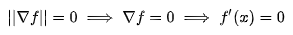 ||∇f|| = 0 ⟹ ∇f = 0 ⟹ f′(x) = 0